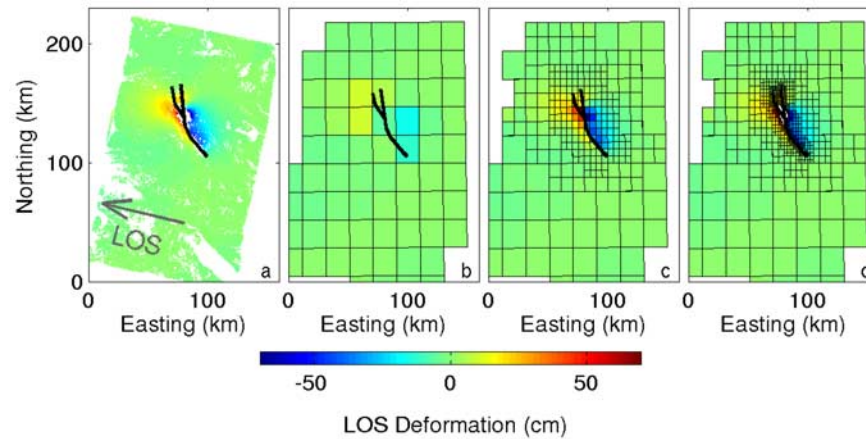 200
100
0
Northing (km)
LOS
a
b
c
d
0
100
0
100
0
100
0
100
Easting (km)
Easting (km)
Easting (km)
Easting (km)
-50
0
50
LOS Deformation (cm)